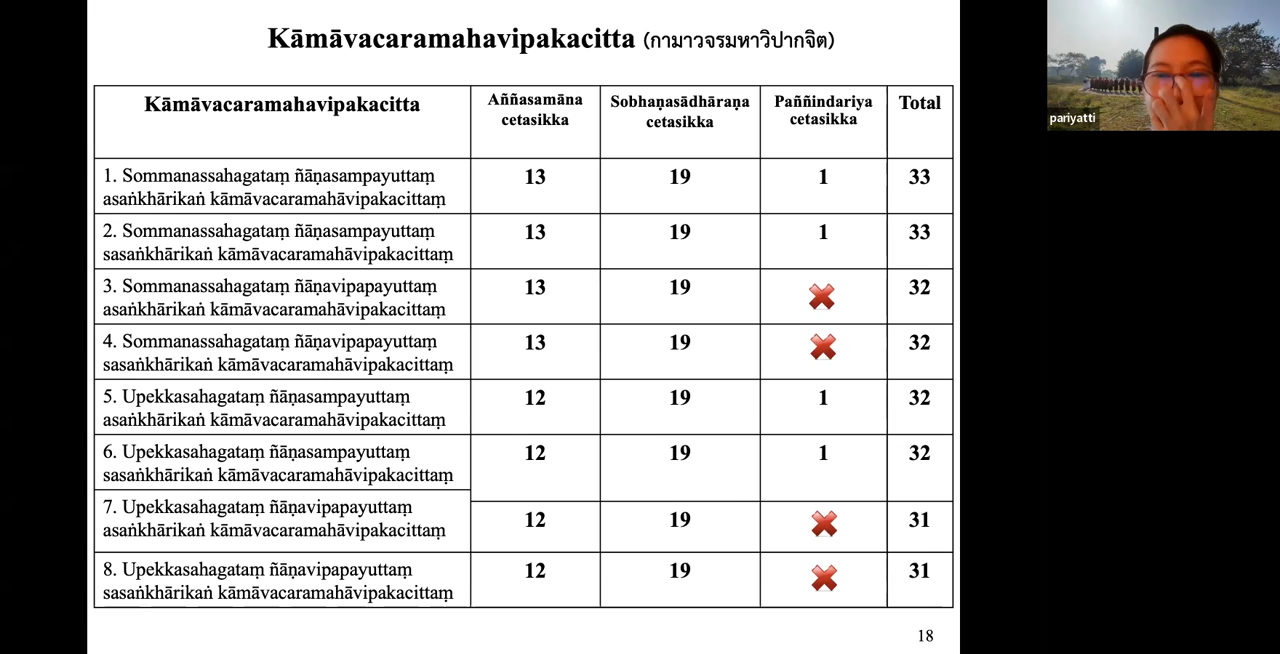 Kāmāvacaramahavipakacitta (กามาวจรมหาวิปากจิต)
Kāmāvacaramahavipakacitta
Aññasamāna
cetasikka
Sobhaṇasādhāraṇa
cetasikka
Paññindariya
cetasikka
Total
1. Sommanassahagataṃ ñāṇasampayuttaṃ
asaṅkhārikaṅ kāmāvacaramahāvipakacittaṃ
13
19
1
33
2. Sommanassahagataṃ ñāṇasampayuttaṃ
sasaṅkhārikaṅ kāmāvacaramahāvipakacittaṃ
13
19
1
33
3. Sommanassahagataṃ ñāṇavipapayuttaṃ
asaṅkhārikaṅ kāmāvacaramahāvipakacittaṃ
13
19
32
4. Sommanassahagataṃ ñāṇavipapayuttaṃ
sasaṅkhārikaṅ kāmāvacaramahāvipakacittaṃ
13
19
32
5. Upekkasahagataṃ ñāṇasampayuttaṃ
asaṅkhārikaṅ kāmāvacaramahāvipakacittaṃ
12
19
1
32
6. Upekkasahagataṃ ñāṇasampayuttaṃ
sasaṅkhārikaṅ kāmāvacaramahāvipakacittaṃ
12
19
1
32
7. Upekkasahagataṃ ñāṇavipapayuttaṃ
asaṅkhārikaṅ kāmāvacaramahāvipakacittaṃ
12
19
31
8. Upekkasahagataṃ ñāṇavipapayuttaṃ
sasaṅkhārikaṅ kāmāvacaramahāvipakacittaṃ
12
19
31
18
pariyatti